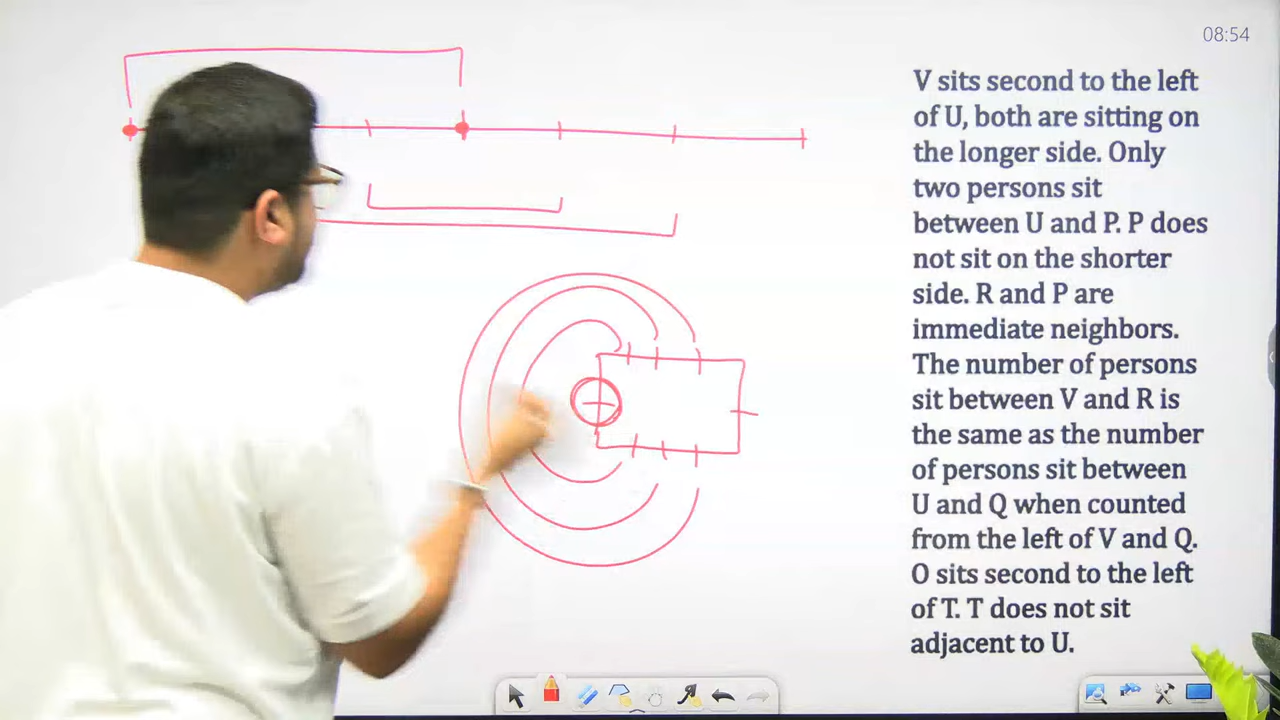 08:54
V sits second to the left
of U, both are sitting on
the longer side. Only
two persons sit
between U and P. P does
not sit on the shorter
side. R and P are
immediate neighbors.
The number of persons
sit between V and R is
the same as the number
of persons sit between
U and Q when counted
from the left of V and Q.
O sits second to the left
of T. T does not sit
adjacent to U.